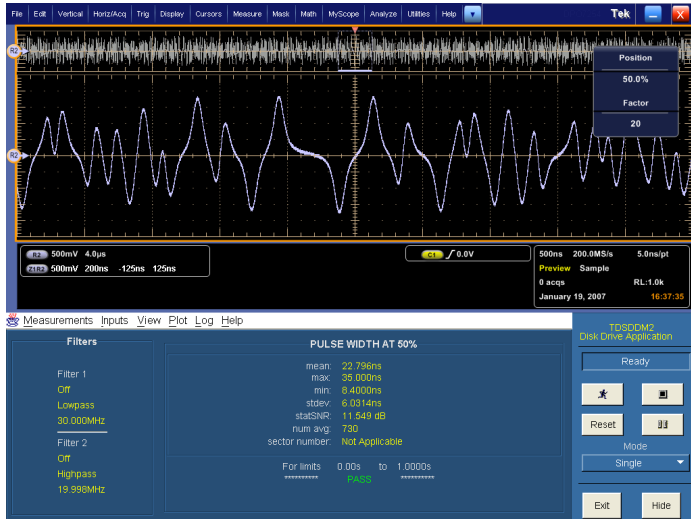 File Edit Vertical Horiz/Acq Trig Display Cursors Measure Mask Math MyScope Analyze Utilities Help Tek X
R2
Position
50.0%
Factor
20
R2
R2 500mV 4.0µs
Z1R2 500mV 200ns -125ns 125ns
C1 0.0V
500ns 200.0MS/s 5.0ns/pt
Preview Sample
0 acqs RL:1.0k
January 19, 2007 16:37:35
Measurements Inputs View Plot Log Help
TDSDDM2
Disk Drive Application
Filters
Filter 1
Off
Lowpass
30.000MHz
Filter 2
Off
Highpass
19.998MHz
PULSE WIDTH AT 50%
mean: 22.796ns
max: 35.000ns
min: 8.4000ns
stdev: 6.0314ns
statSNR: 11.549 dB
num avg: 730
sector number: Not Applicable
For limits 0.00s to 1.0000s
********** PASS **********
Ready
Reset
Mode
Single
Exit Hide